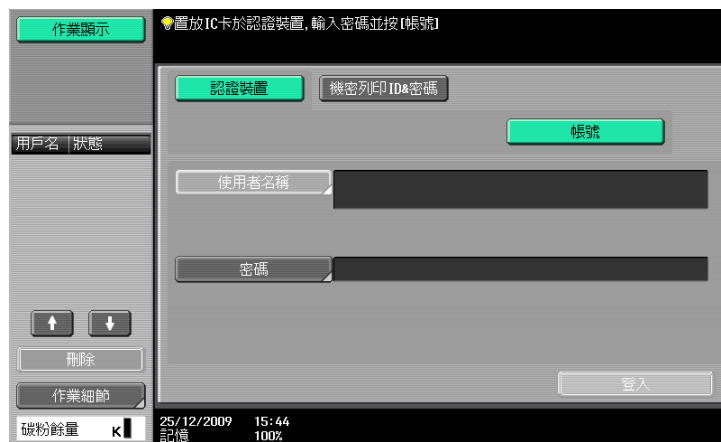 作業顯示
置放IC卡於認證裝置,輸入密碼並按[帳號]
認證裝置
機密列印ID&密碼
帳號
用戶名 狀態
使用者名稱
密碼
刪除
作業細節
登入
碳粉餘量 K
25/12/2009 15:44
記憶 100%